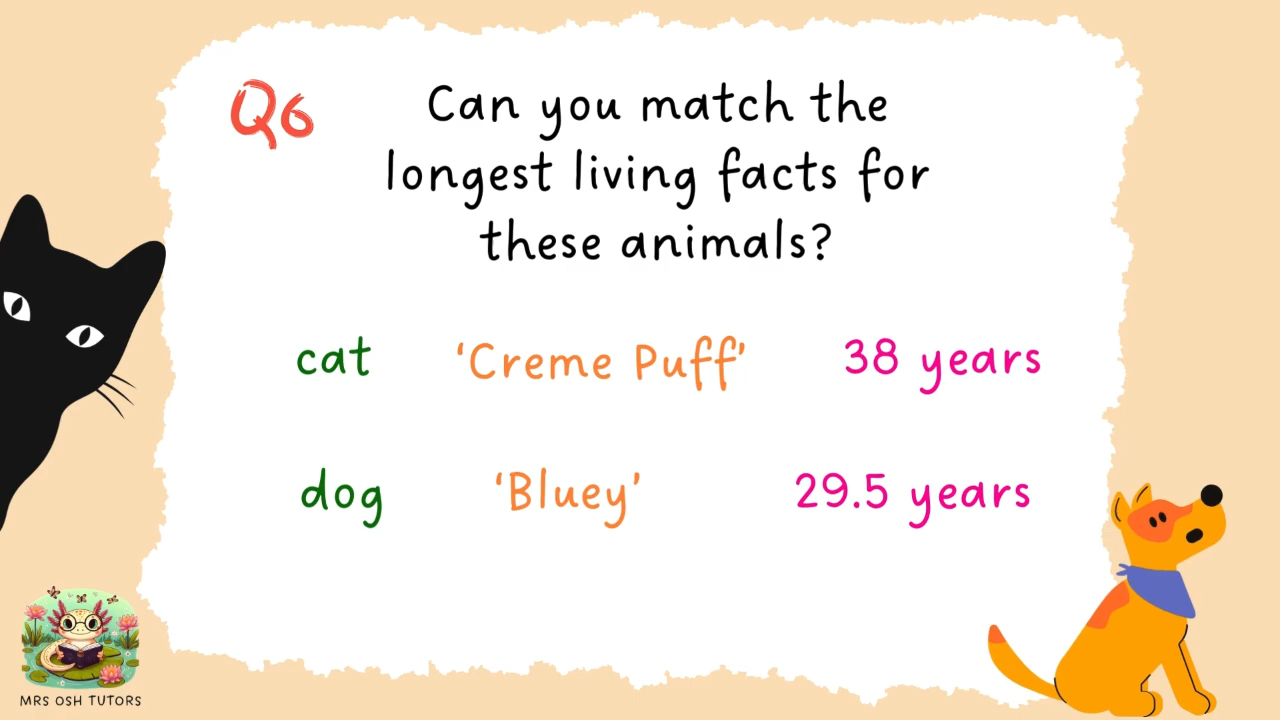 Q6
Can you match the
longest living facts for
these animals?
cat 'Creme Puff' 38 years
dog 'Bluey' 29.5 years
MRS OSH TUTORS